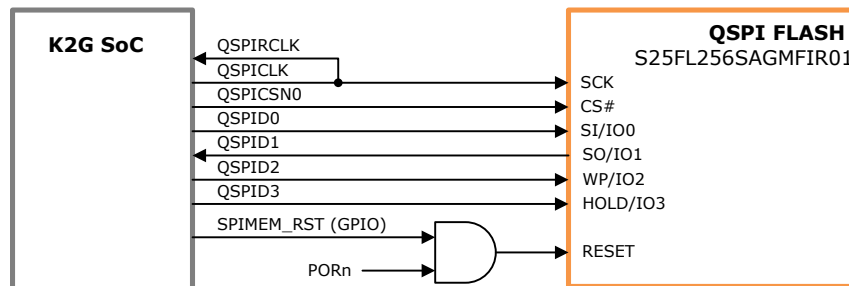 K2G SoC
QSPI FLASH
S25FL256SAGMFIR01
QSPIRCLK
QSPICLK
SCK
QSPICSN0
CS#
QSPID0
SI/IO0
QSPID1
SO/IO1
QSPID2
WP/IO2
QSPID3
HOLD/IO3
SPIMEM_RST (GPIO)
RESET
PORn